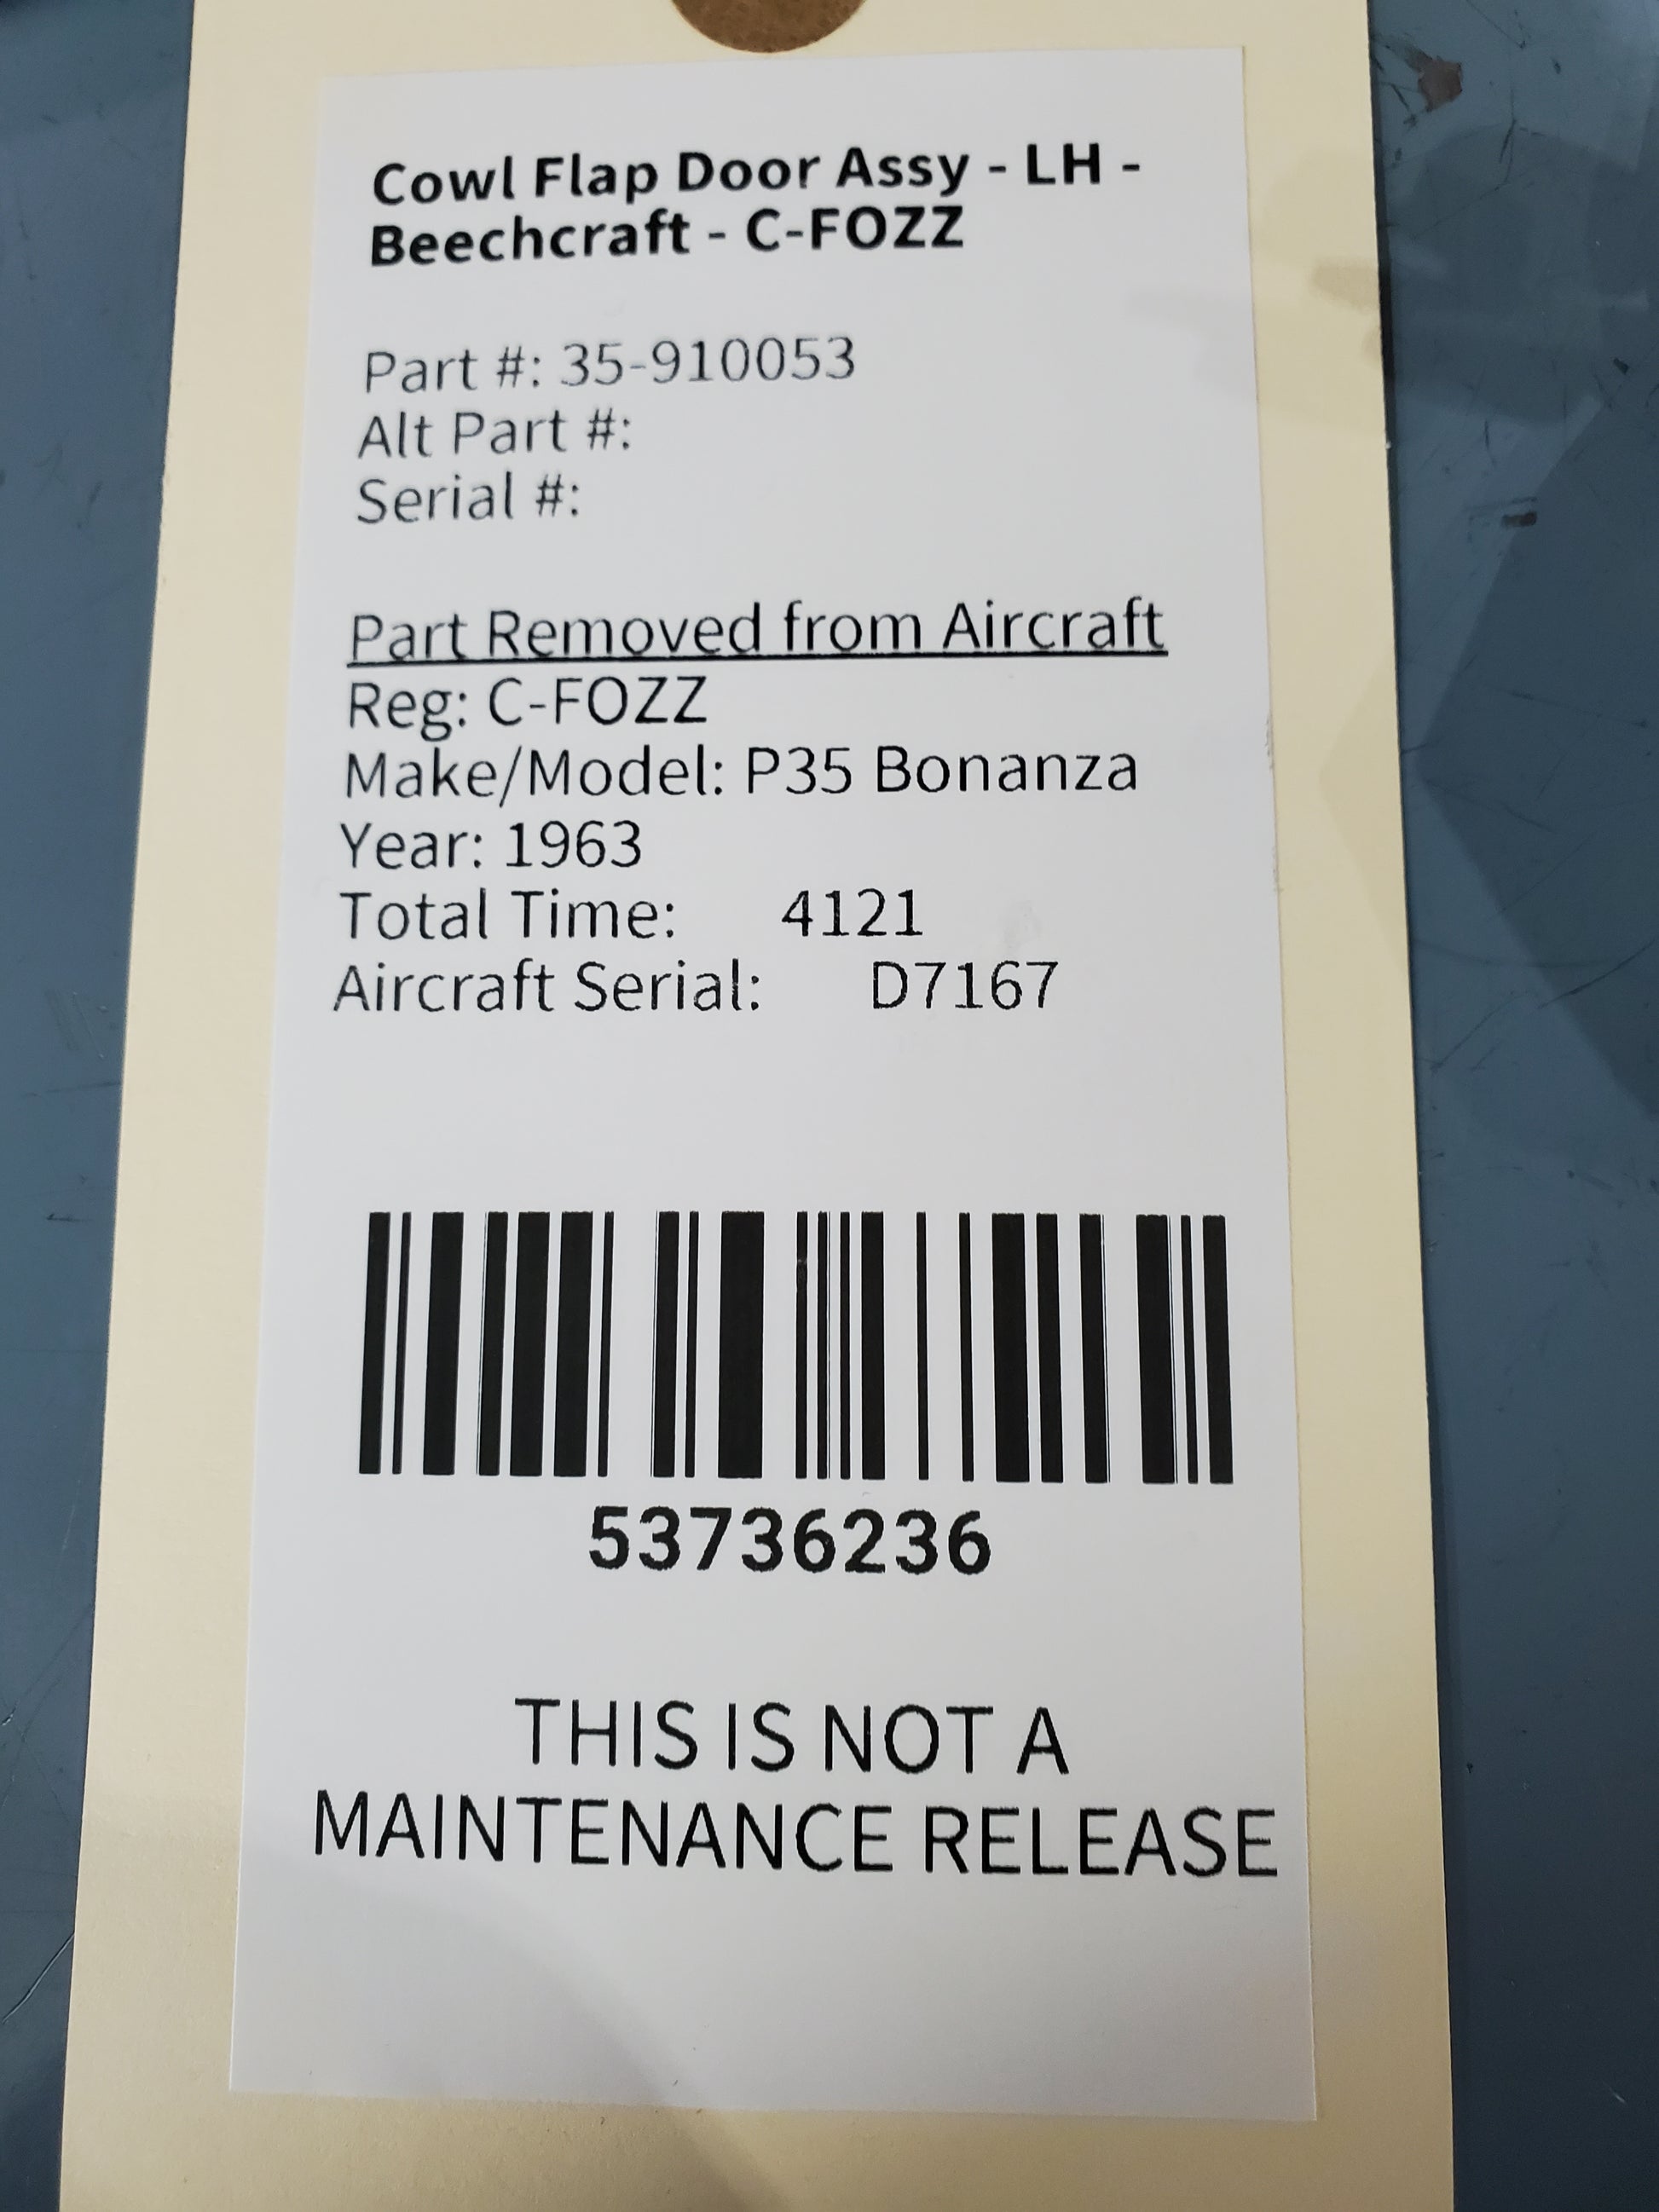 Cowl Flap Door Assy - LH -
Beechcraft - C-FOZZ
Part #: 35-910053
Alt Part #:
Serial #:
Part Removed from Aircraft
Reg: C-FOZZ
Make/Model: P35 Bonanza
Year: 1963
Total Time: 4121
Aircraft Serial: D7167
53736236
THIS IS NOT A
MAINTENANCE RELEASE